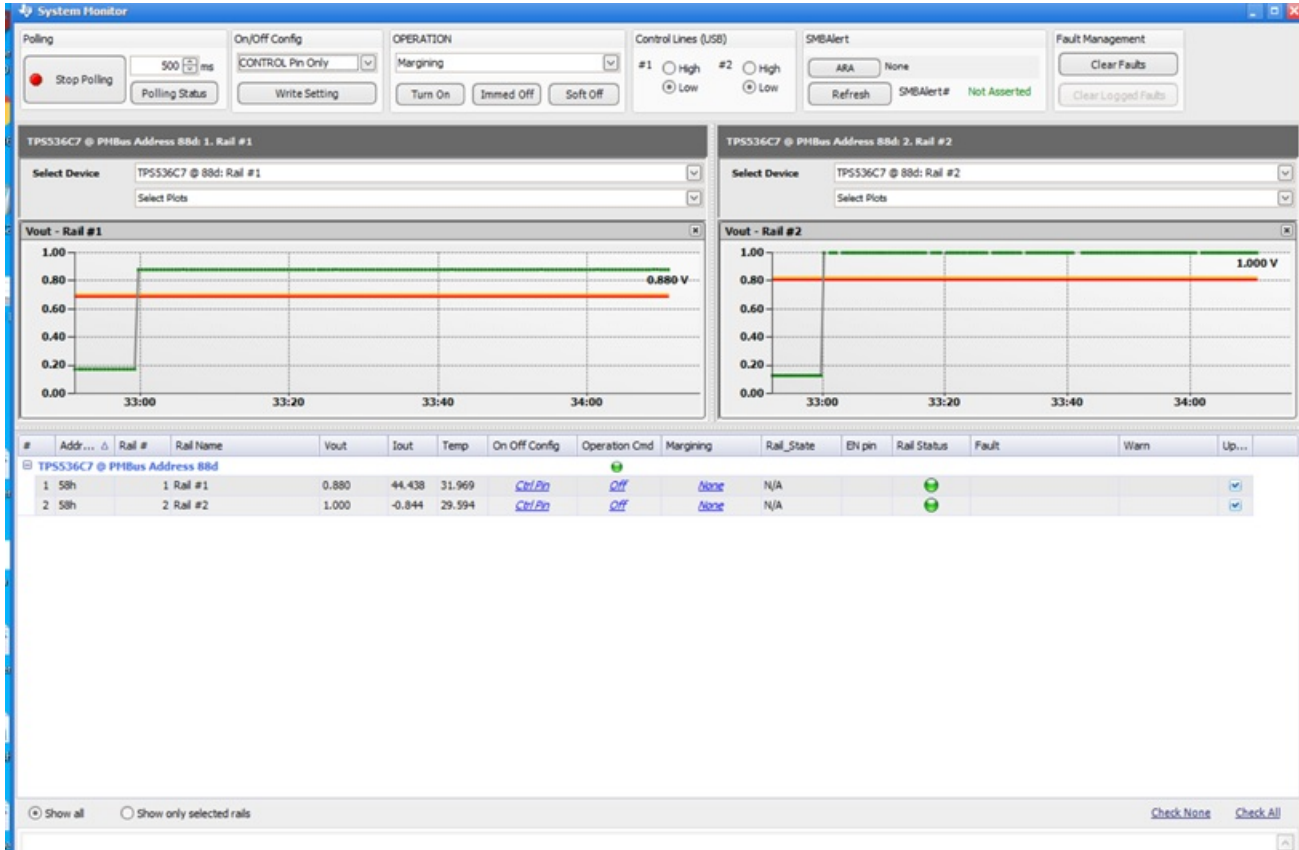 System Monitor
Polling
On/Off Config
OPERATION
Control Lines (USB)
SMBAlert
Fault Management
Stop Polling
500 ms
Polling Status
CONTROL Pin Only
Write Setting
Margining
Turn On
Immed Off
Soft Off
#1 High Low
#2 High Low
ARA None
Refresh SMBAlert# Not Asserted
Clear Faults
Clear Logged Faults
TPS536C7 @ PMBus Address 88d: 1. Rail #1
Select Device TPS536C7 @ 88d: Rail #1
Select Plots
Vout - Rail #1
1.00
0.80
0.60
0.40
0.20
0.00
0.880 V
33:00 33:20 33:40 34:00
TPS536C7 @ PMBus Address 88d: 2. Rail #2
Select Device TPS536C7 @ 88d: Rail #2
Select Plots
Vout - Rail #2
1.00
0.80
0.60
0.40
0.20
0.00
1.000 V
33:00 33:20 33:40 34:00
# Addr... Rail # Rail Name Vout Iout Temp On Off Config Operation Cmd Margining Rail_State EN pin Rail Status Fault Warn Up...
TPS536C7 @ PMBus Address 88d
1 58h 1 Rail #1 0.880 44.438 31.969 Ctrl Pin Off None N/A
2 58h 2 Rail #2 1.000 -0.844 29.594 Ctrl Pin Off None N/A
Show all Show only selected rails Check None Check All